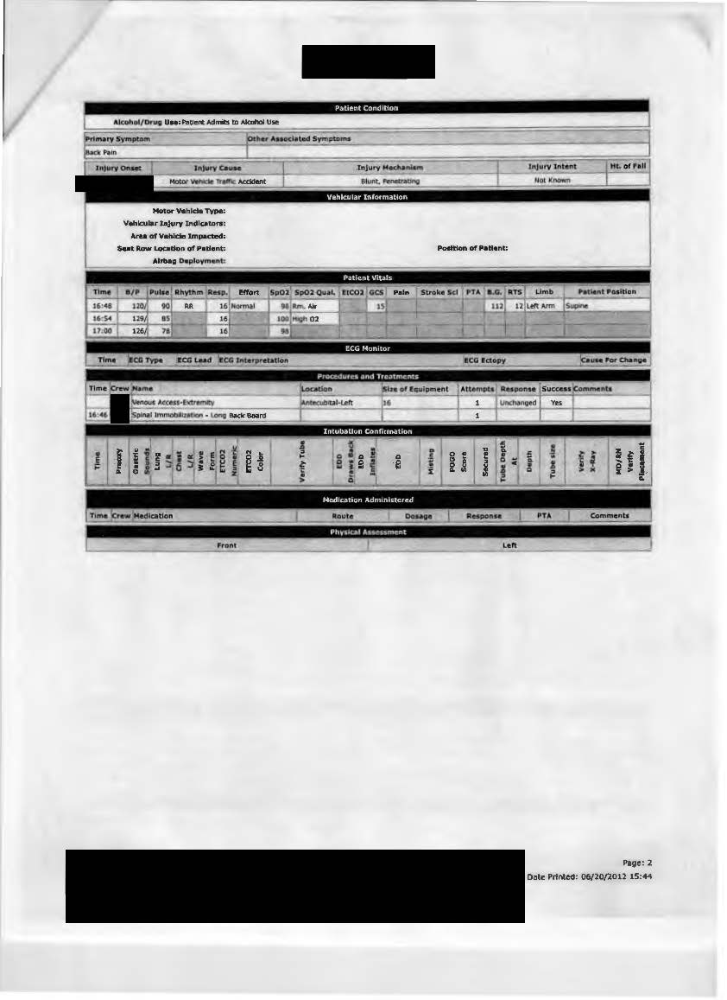 Patient Condition
Alcohol/Drug Use: Patient Admits to Alcohol Use
Primary Symptom Other Associated Symptoms
Back Pain
Injury Onset Injury Cause Injury Mechanism Injury Intent Ht. of Fall
Motor Vehicle Traffic Accident Blunt, Penetrating Not Known
Vehicular Information
Motor Vehicle Type:
Vehicular Injury Indicators:
Area of Vehicle Impacted:
Seat Row Location of Patient: Position of Patient:
Airbag Deployment:
Patient Vitals
Time B/P Pulse Rhythm Resp. Effort SpO2 SpO2 Qual. EtCO2 GCS Pain Stroke Scl PTA B.G. RTS Limb Patient Position
16:48 120/ 90 RR 16 Normal 98 Rm. Air 15 112 12 Left Arm Supine
16:54 129/ 85 16 100 High O2
17:00 126/ 78 16 98
ECG Monitor
Time ECG Type ECG Lead ECG Interpretation ECG Ectopy Cause For Change
Procedures and Treatments
Time Crew Name Location Size of Equipment Attempts Response Success Comments
Venous Access-Extremity Antecubital-Left 16 1 Unchanged Yes
16:46 Spinal Immobilization - Long Back Board 1
Intubation Confirmation
Time Prepxy Gastric Sounds Lung L/R Chest L/R Wave Form ETCO2 Numeric ETCO2 Color Verify Tube EDD Draws Back EDD Inflates EDD Misting POGO Score Secured Tube Depth At Depth Tube size Verify X-Ray MD/RN Verify Placement
Medication Administered
Time Crew Medication Route Dosage Response PTA Comments
Physical Assessment
Front Left
Page: 2
Date Printed: 06/20/2012 15:44